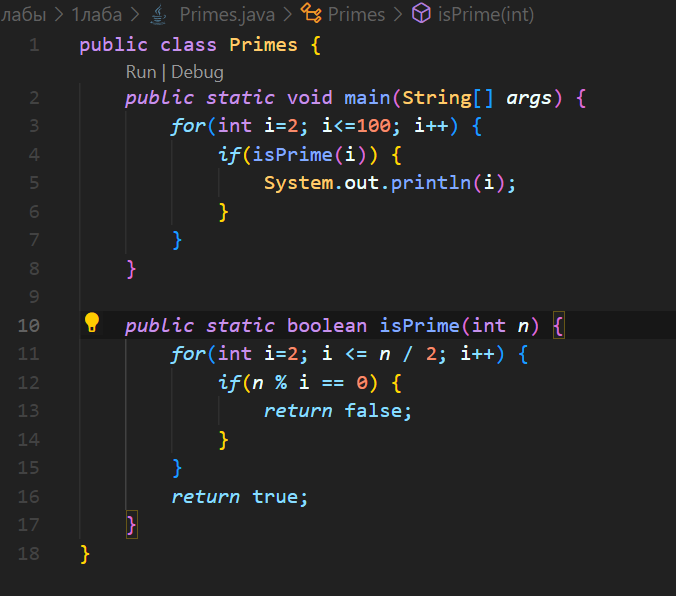 лабы > 1лаба > Primes.java > Primes > isPrime(int)
1 public class Primes {
Run | Debug
2     public static void main(String[] args) {
3         for(int i=2; i<=100; i++) {
4             if(isPrime(i)) {
5                 System.out.println(i);
6             }
7         }
8     }
9
10     public static boolean isPrime(int n) {
11         for(int i=2; i <= n / 2; i++) {
12             if(n % i == 0) {
13                 return false;
14             }
15         }
16         return true;
17     }
18 }